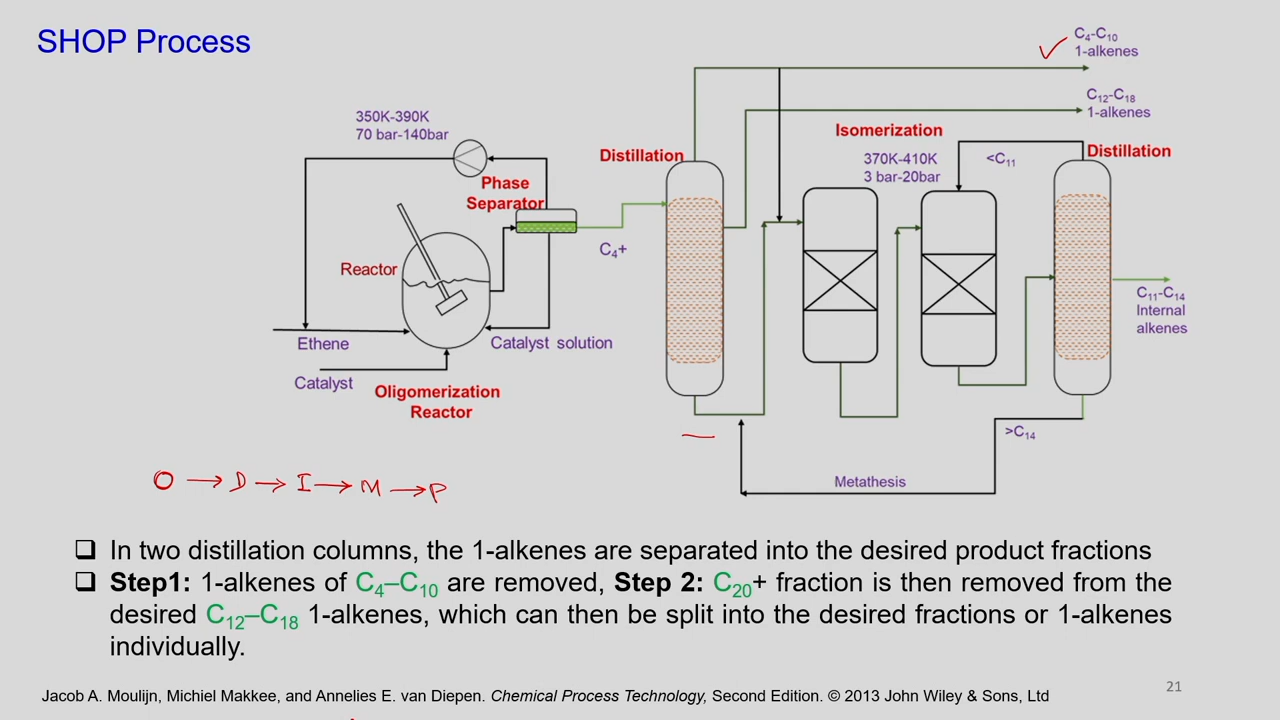 SHOP Process
C4-C10
1-alkenes
C12-C18
1-alkenes
350K-390K
70 bar-140bar
Isomerization
Distillation
370K-410K
3 bar-20bar
<C11
Distillation
Phase
Separator
C4+
Reactor
C11-C14
Internal
alkenes
Ethene
Catalyst solution
Catalyst
Oligomerization
Reactor
>C14
Metathesis
O → D → I → M → P
❑ In two distillation columns, the 1-alkenes are separated into the desired product fractions
❑ Step1: 1-alkenes of C4–C10 are removed, Step 2: C20+ fraction is then removed from the
desired C12–C18 1-alkenes, which can then be split into the desired fractions or 1-alkenes
individually.
Jacob A. Moulijn, Michiel Makkee, and Annelies E. van Diepen. Chemical Process Technology, Second Edition. © 2013 John Wiley & Sons, Ltd
21